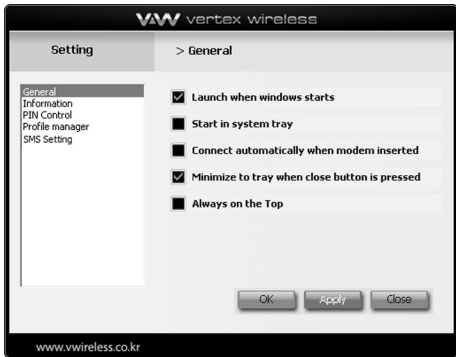 VWW vertex wireless
Setting
> General
General
Information
PIN Control
Profile manager
SMS Setting
Launch when windows starts
Start in system tray
Connect automatically when modem inserted
Minimize to tray when close button is pressed
Always on the Top
OK
Apply
Close
www.vwireless.co.kr